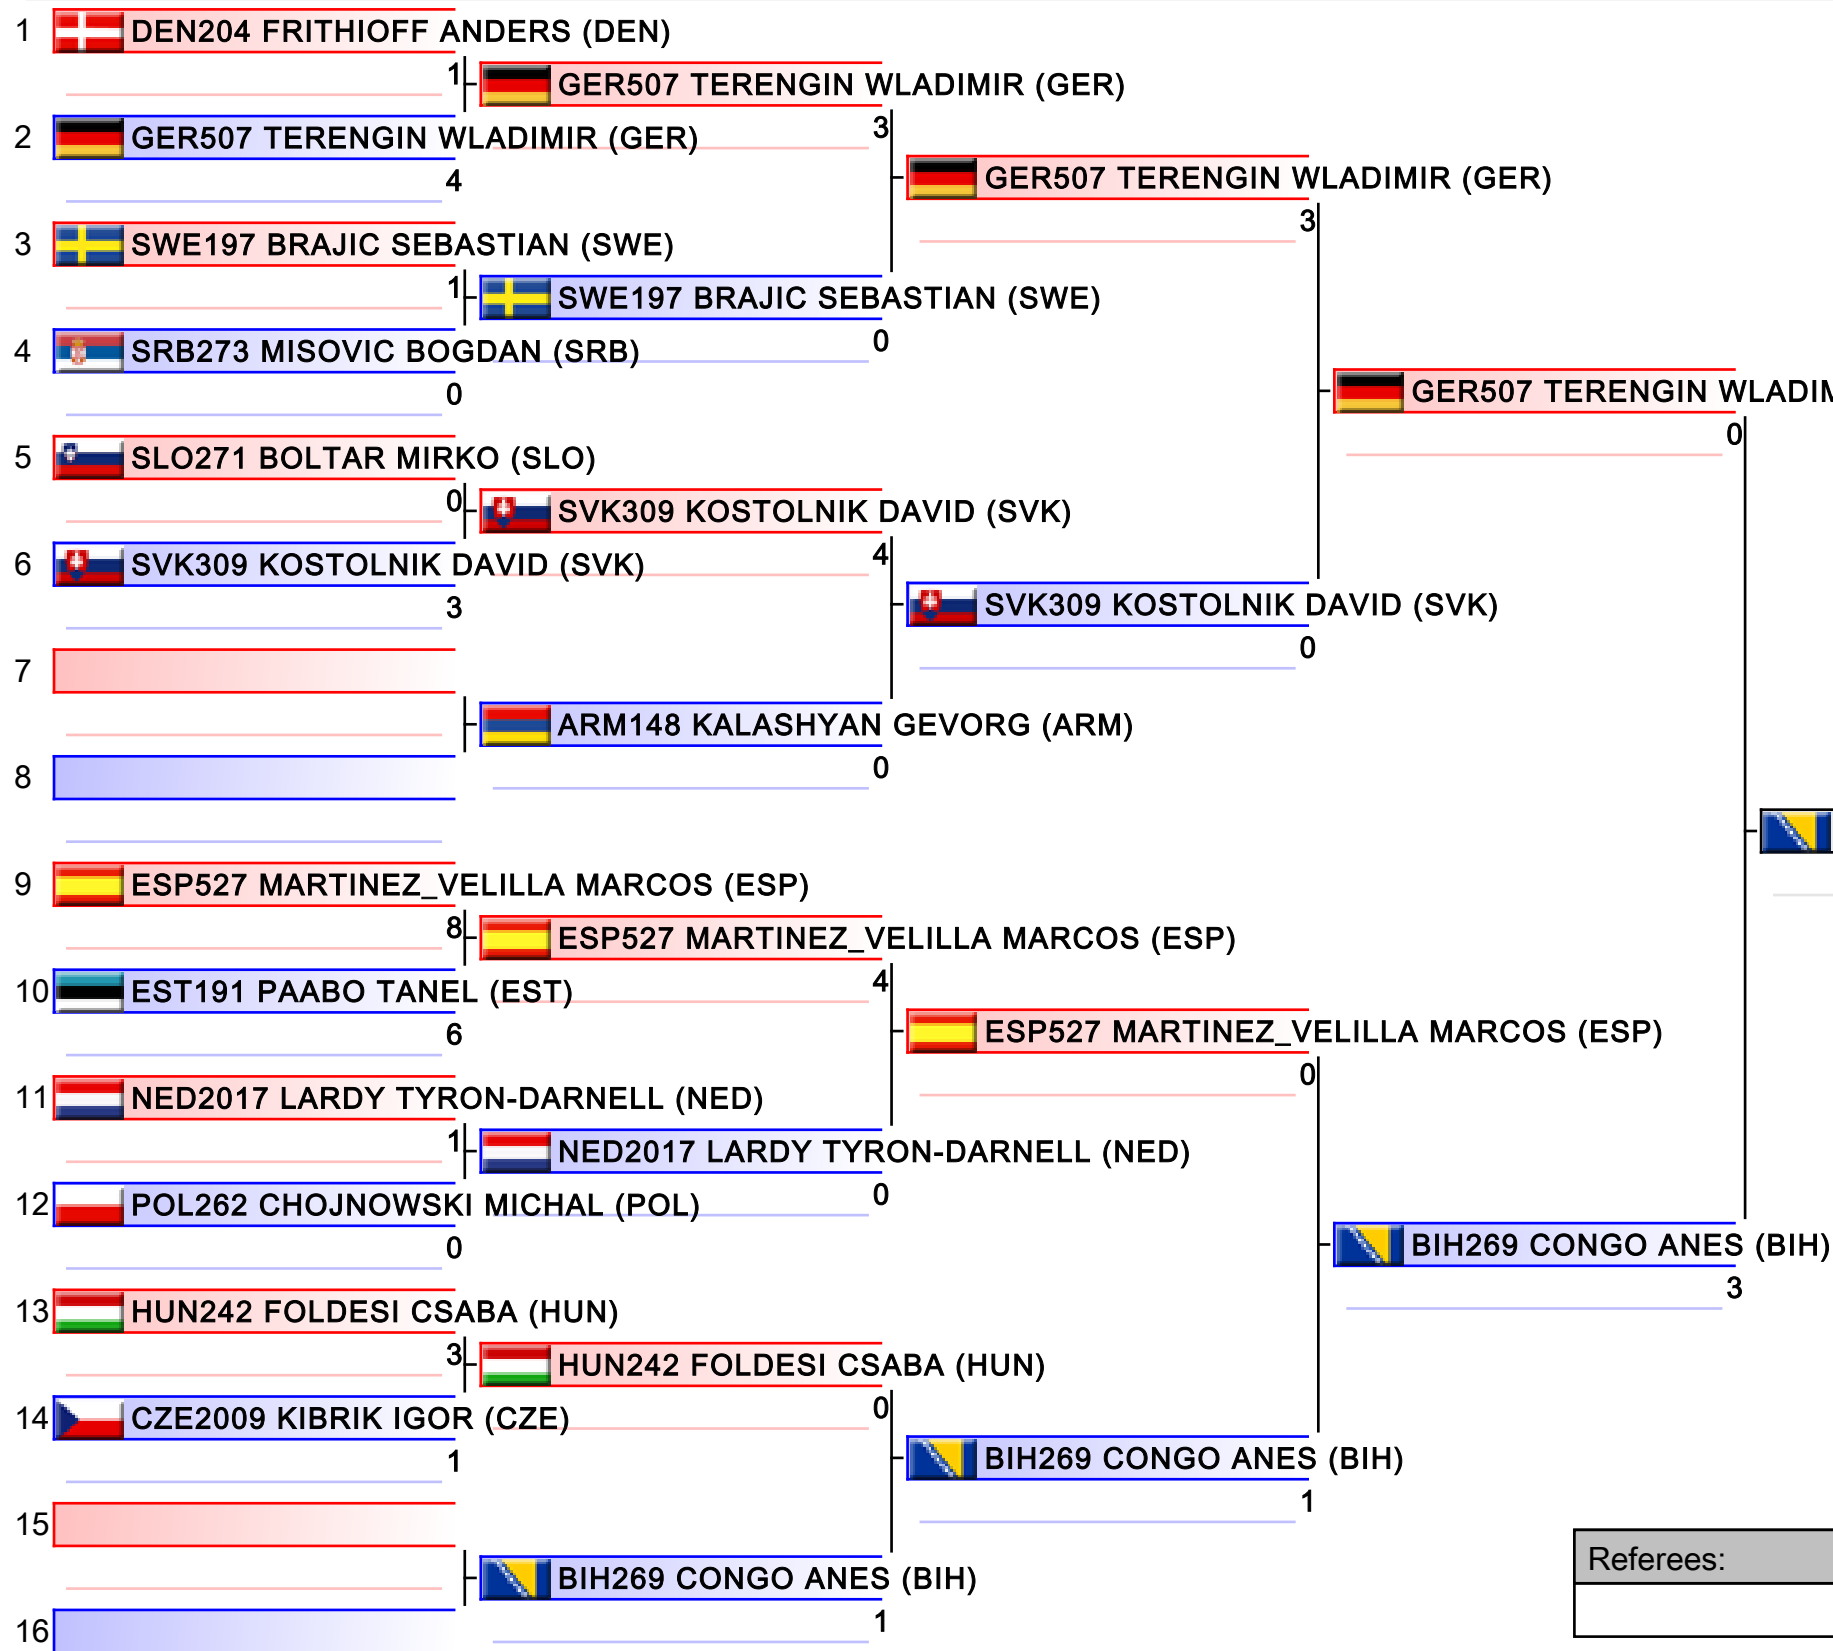 1 DEN204 FRITHIOFF ANDERS (DEN)
1
GER507 TERENGIN WLADIMIR (GER)
3
2 GER507 TERENGIN WLADIMIR (GER)
4
GER507 TERENGIN WLADIMIR (GER)
3
3 SWE197 BRAJIC SEBASTIAN (SWE)
1
SWE197 BRAJIC SEBASTIAN (SWE)
0
4 SRB273 MISOVIC BOGDAN (SRB)
0
GER507 TERENGIN WLADIM
0
5 SLO271 BOLTAR MIRKO (SLO)
0
SVK309 KOSTOLNIK DAVID (SVK)
4
6 SVK309 KOSTOLNIK DAVID (SVK)
3
SVK309 KOSTOLNIK DAVID (SVK)
0
7
ARM148 KALASHYAN GEVORG (ARM)
0
8
9 ESP527 MARTINEZ_VELILLA MARCOS (ESP)
8
ESP527 MARTINEZ_VELILLA MARCOS (ESP)
4
10 EST191 PAABO TANEL (EST)
6
ESP527 MARTINEZ_VELILLA MARCOS (ESP)
0
11 NED2017 LARDY TYRON-DARNELL (NED)
1
NED2017 LARDY TYRON-DARNELL (NED)
0
12 POL262 CHOJNOWSKI MICHAL (POL)
0
BIH269 CONGO ANES (BIH)
3
13 HUN242 FOLDESI CSABA (HUN)
3
HUN242 FOLDESI CSABA (HUN)
0
14 CZE2009 KIBRIK IGOR (CZE)
1
BIH269 CONGO ANES (BIH)
1
15
BIH269 CONGO ANES (BIH)
1
16
Referees: